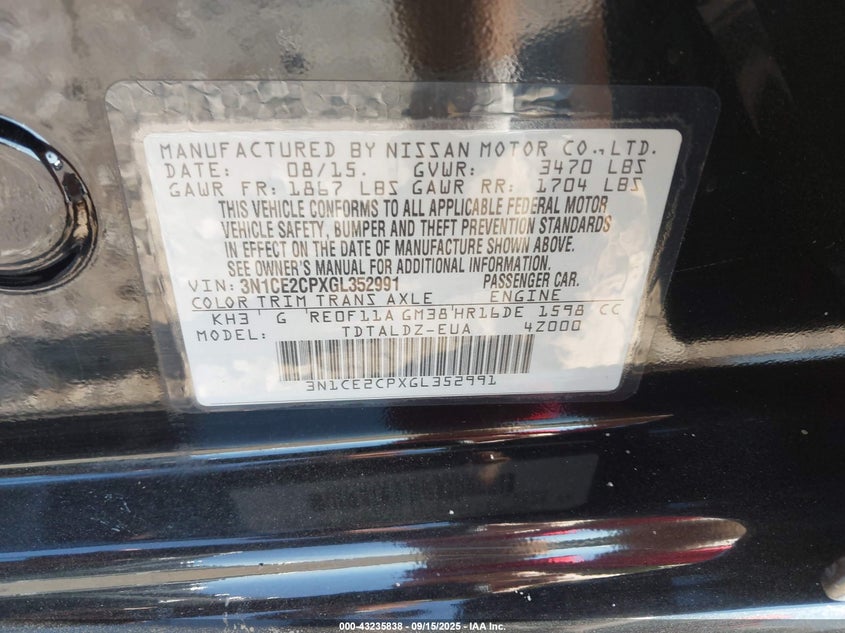 MANUFACTURED BY NISSAN MOTOR CO., LTD.
DATE: 08/15. GVWR: 3470 LBS
GAWR FR: 1867 LBS GAWR RR: 1704 LBS
THIS VEHICLE CONFORMS TO ALL APPLICABLE FEDERAL MOTOR
VEHICLE SAFETY, BUMPER AND THEFT PREVENTION STANDARDS
IN EFFECT ON THE DATE OF MANUFACTURE SHOWN ABOVE.
SEE OWNER'S MANUAL FOR ADDITIONAL INFORMATION.
VIN: 3N1CE2CPXGL352991 PASSENGER CAR.
COLOR TRIM TRANS AXLE ENGINE
KH3 G RE0F11A GM38 HR16DE 1598 CC
MODEL: TDTALDZ-EUA 4Z000
3N1CE2CPXGL352991
000-43235838 - 09/15/2025 - IAA Inc.